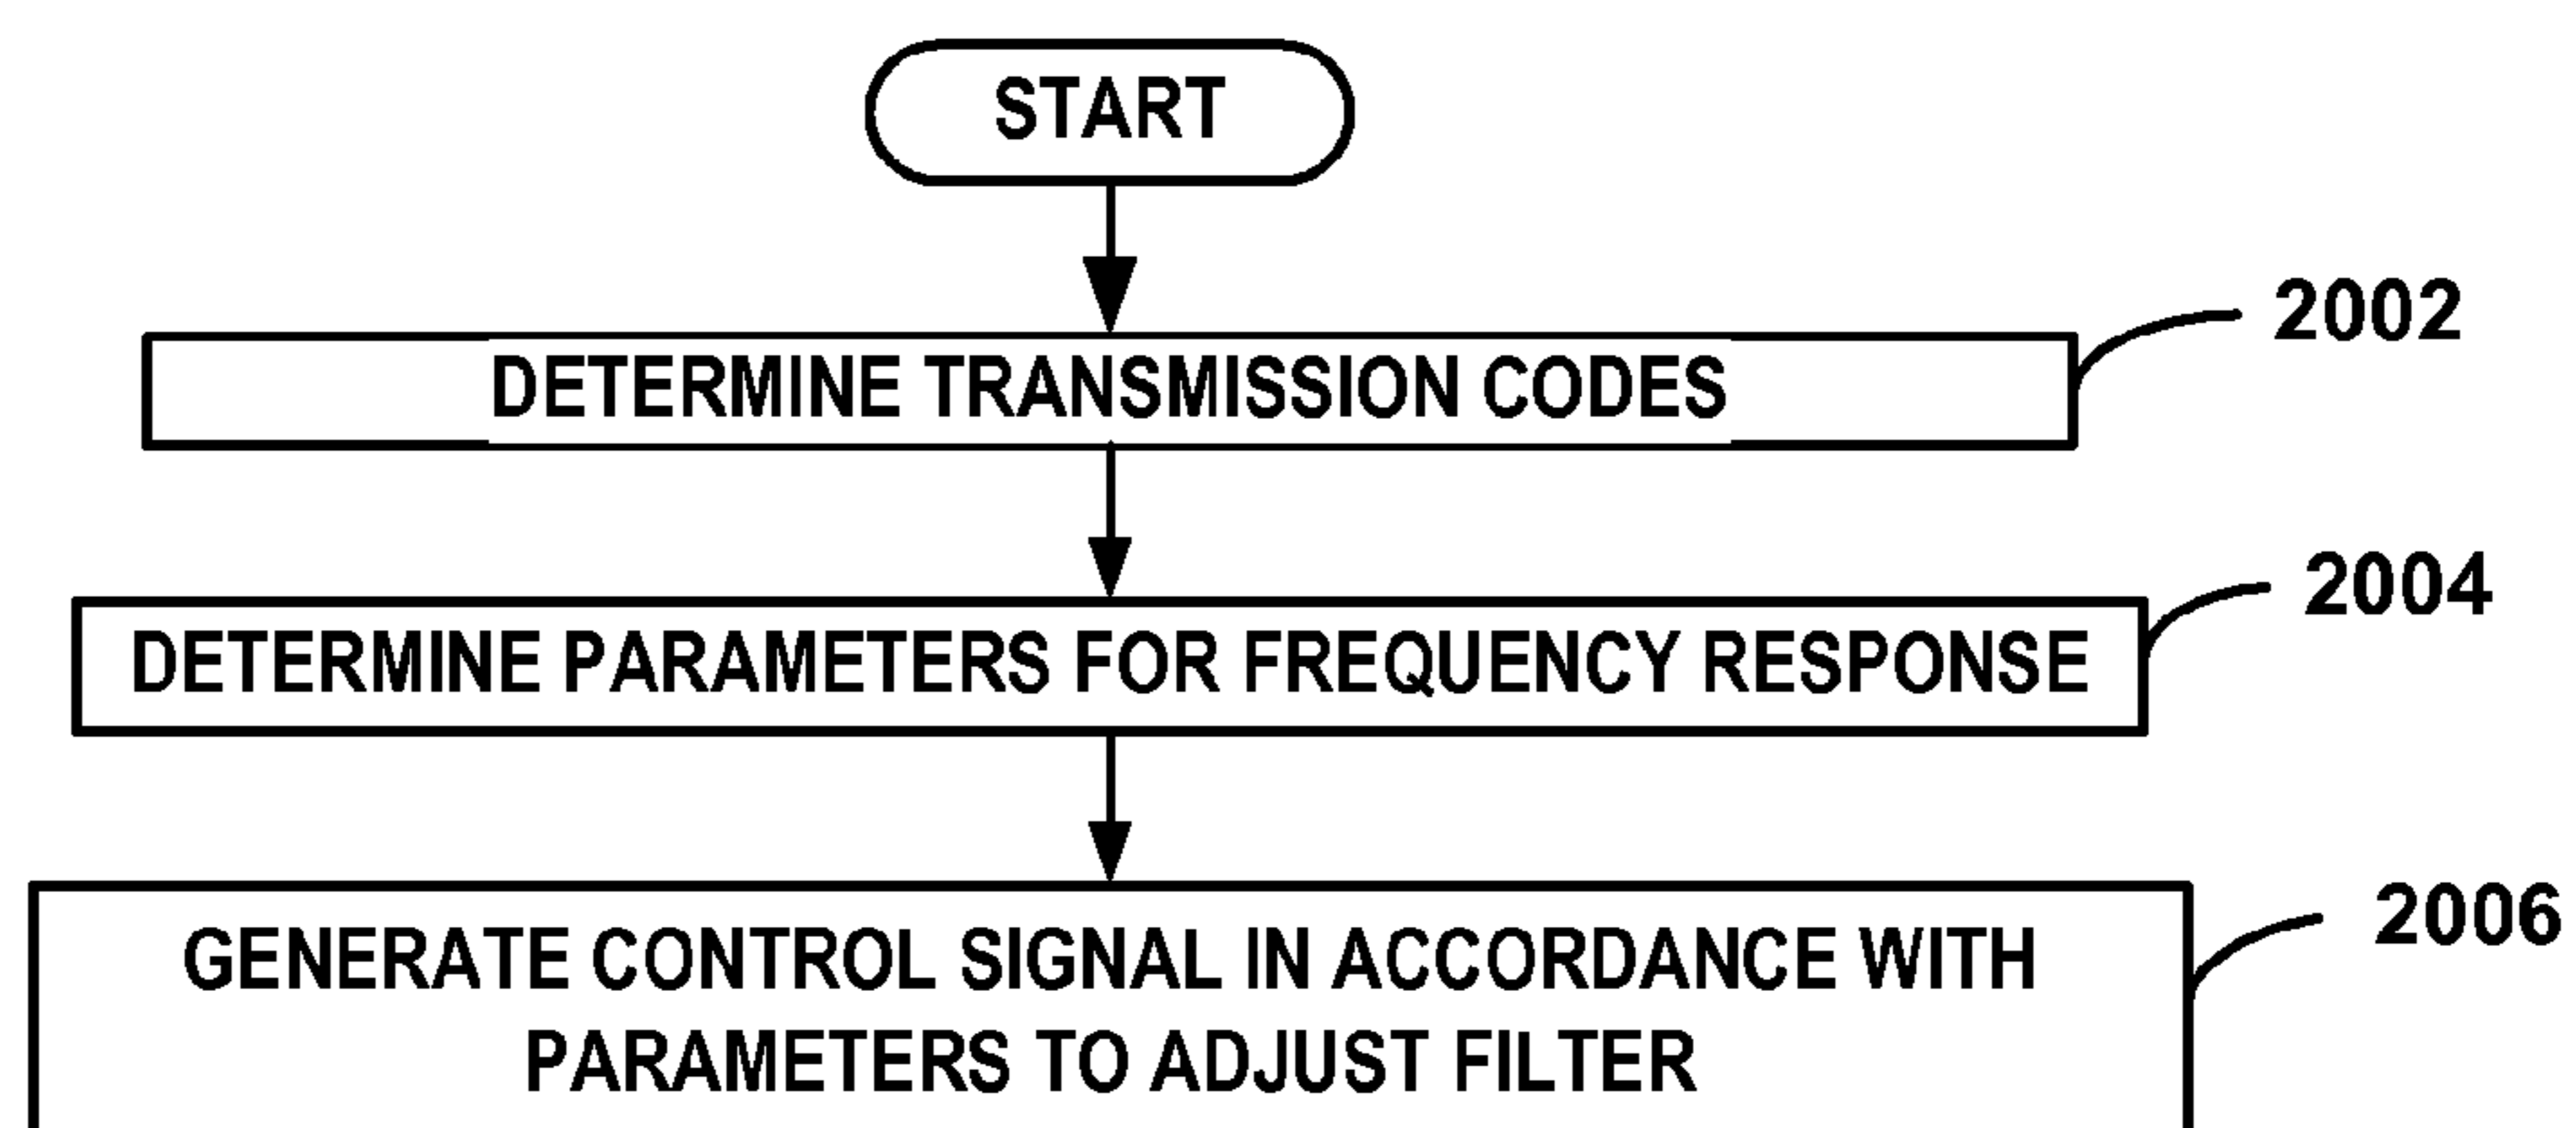 START
2002
DETERMINE TRANSMISSION CODES
2004
DETERMINE PARAMETERS FOR FREQUENCY RESPONSE
2006
GENERATE CONTROL SIGNAL IN ACCORDANCE WITH
PARAMETERS TO ADJUST FILTER